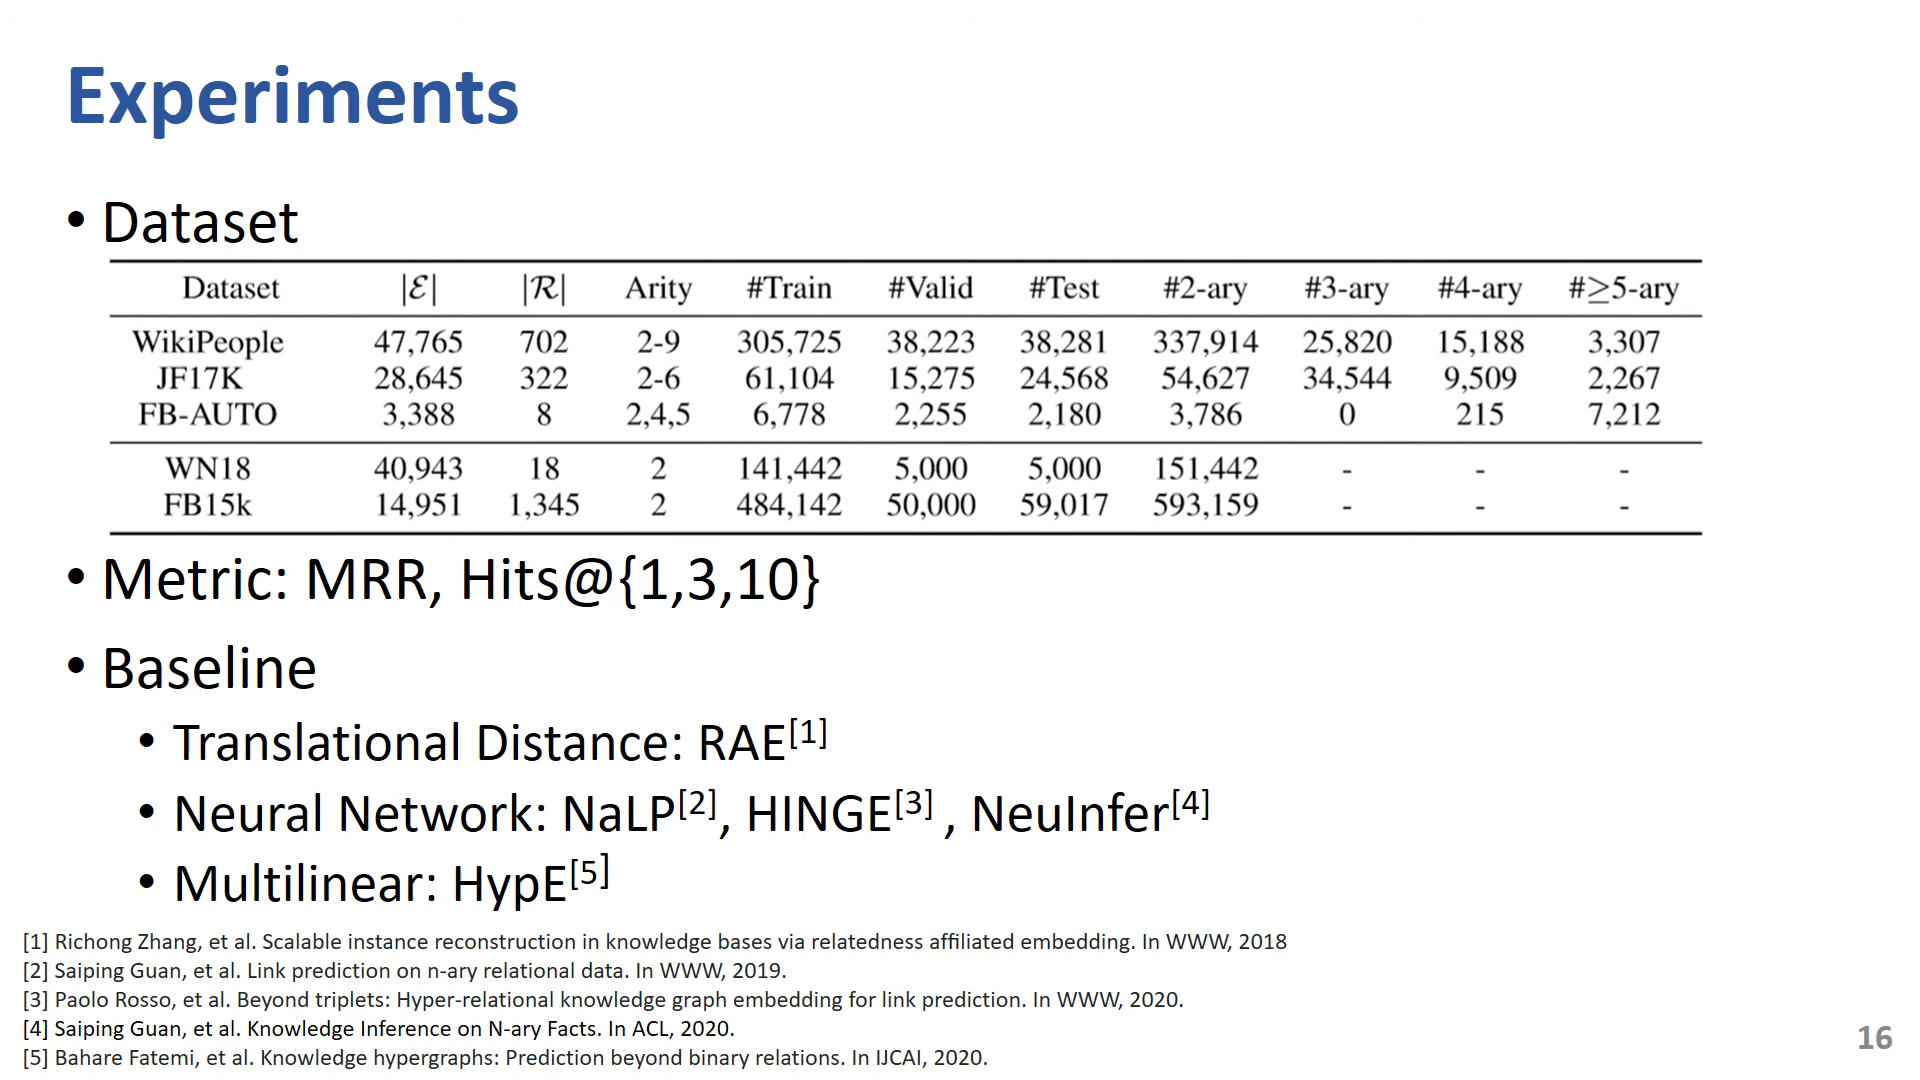 Experiments
• Dataset
Dataset |ℰ| |ℛ| Arity #Train #Valid #Test #2-ary #3-ary #4-ary #≥5-ary
WikiPeople 47,765 702 2-9 305,725 38,223 38,281 337,914 25,820 15,188 3,307
JF17K 28,645 322 2-6 61,104 15,275 24,568 54,627 34,544 9,509 2,267
FB-AUTO 3,388 8 2,4,5 6,778 2,255 2,180 3,786 0 215 7,212
WN18 40,943 18 2 141,442 5,000 5,000 151,442 - - -
FB15k 14,951 1,345 2 484,142 50,000 59,017 593,159 - - -
• Metric: MRR, Hits@{1,3,10}
• Baseline
• Translational Distance: RAE[1]
• Neural Network: NaLP[2], HINGE[3] , NeuInfer[4]
• Multilinear: HypE[5]
[1] Richong Zhang, et al. Scalable instance reconstruction in knowledge bases via relatedness affiliated embedding. In WWW, 2018
[2] Saiping Guan, et al. Link prediction on n-ary relational data. In WWW, 2019.
[3] Paolo Rosso, et al. Beyond triplets: Hyper-relational knowledge graph embedding for link prediction. In WWW, 2020.
[4] Saiping Guan, et al. Knowledge Inference on N-ary Facts. In ACL, 2020.
[5] Bahare Fatemi, et al. Knowledge hypergraphs: Prediction beyond binary relations. In IJCAI, 2020.
16